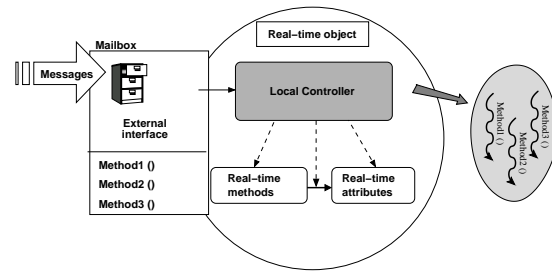 Mailbox
Messages
External
interface
Method1 ()
Method2 ()
Method3 ()
Real-time object
Local Controller
Real-time
methods
Real-time
attributes
Method1 ()
Method2 ()
Method3 ()